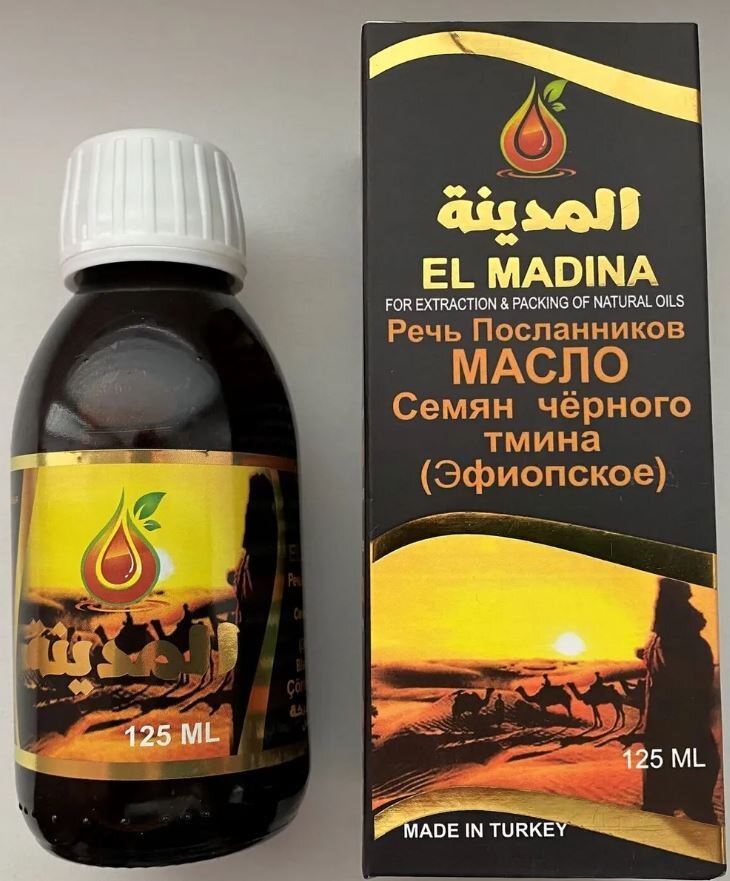 المدينة
125 ML
المدينة
EL MADINA
FOR EXTRACTION & PACKING OF NATURAL OILS
Речь Посланников
МАСЛО
Семян чёрного
тмина
(Эфиопское)
125 ML
MADE IN TURKEY